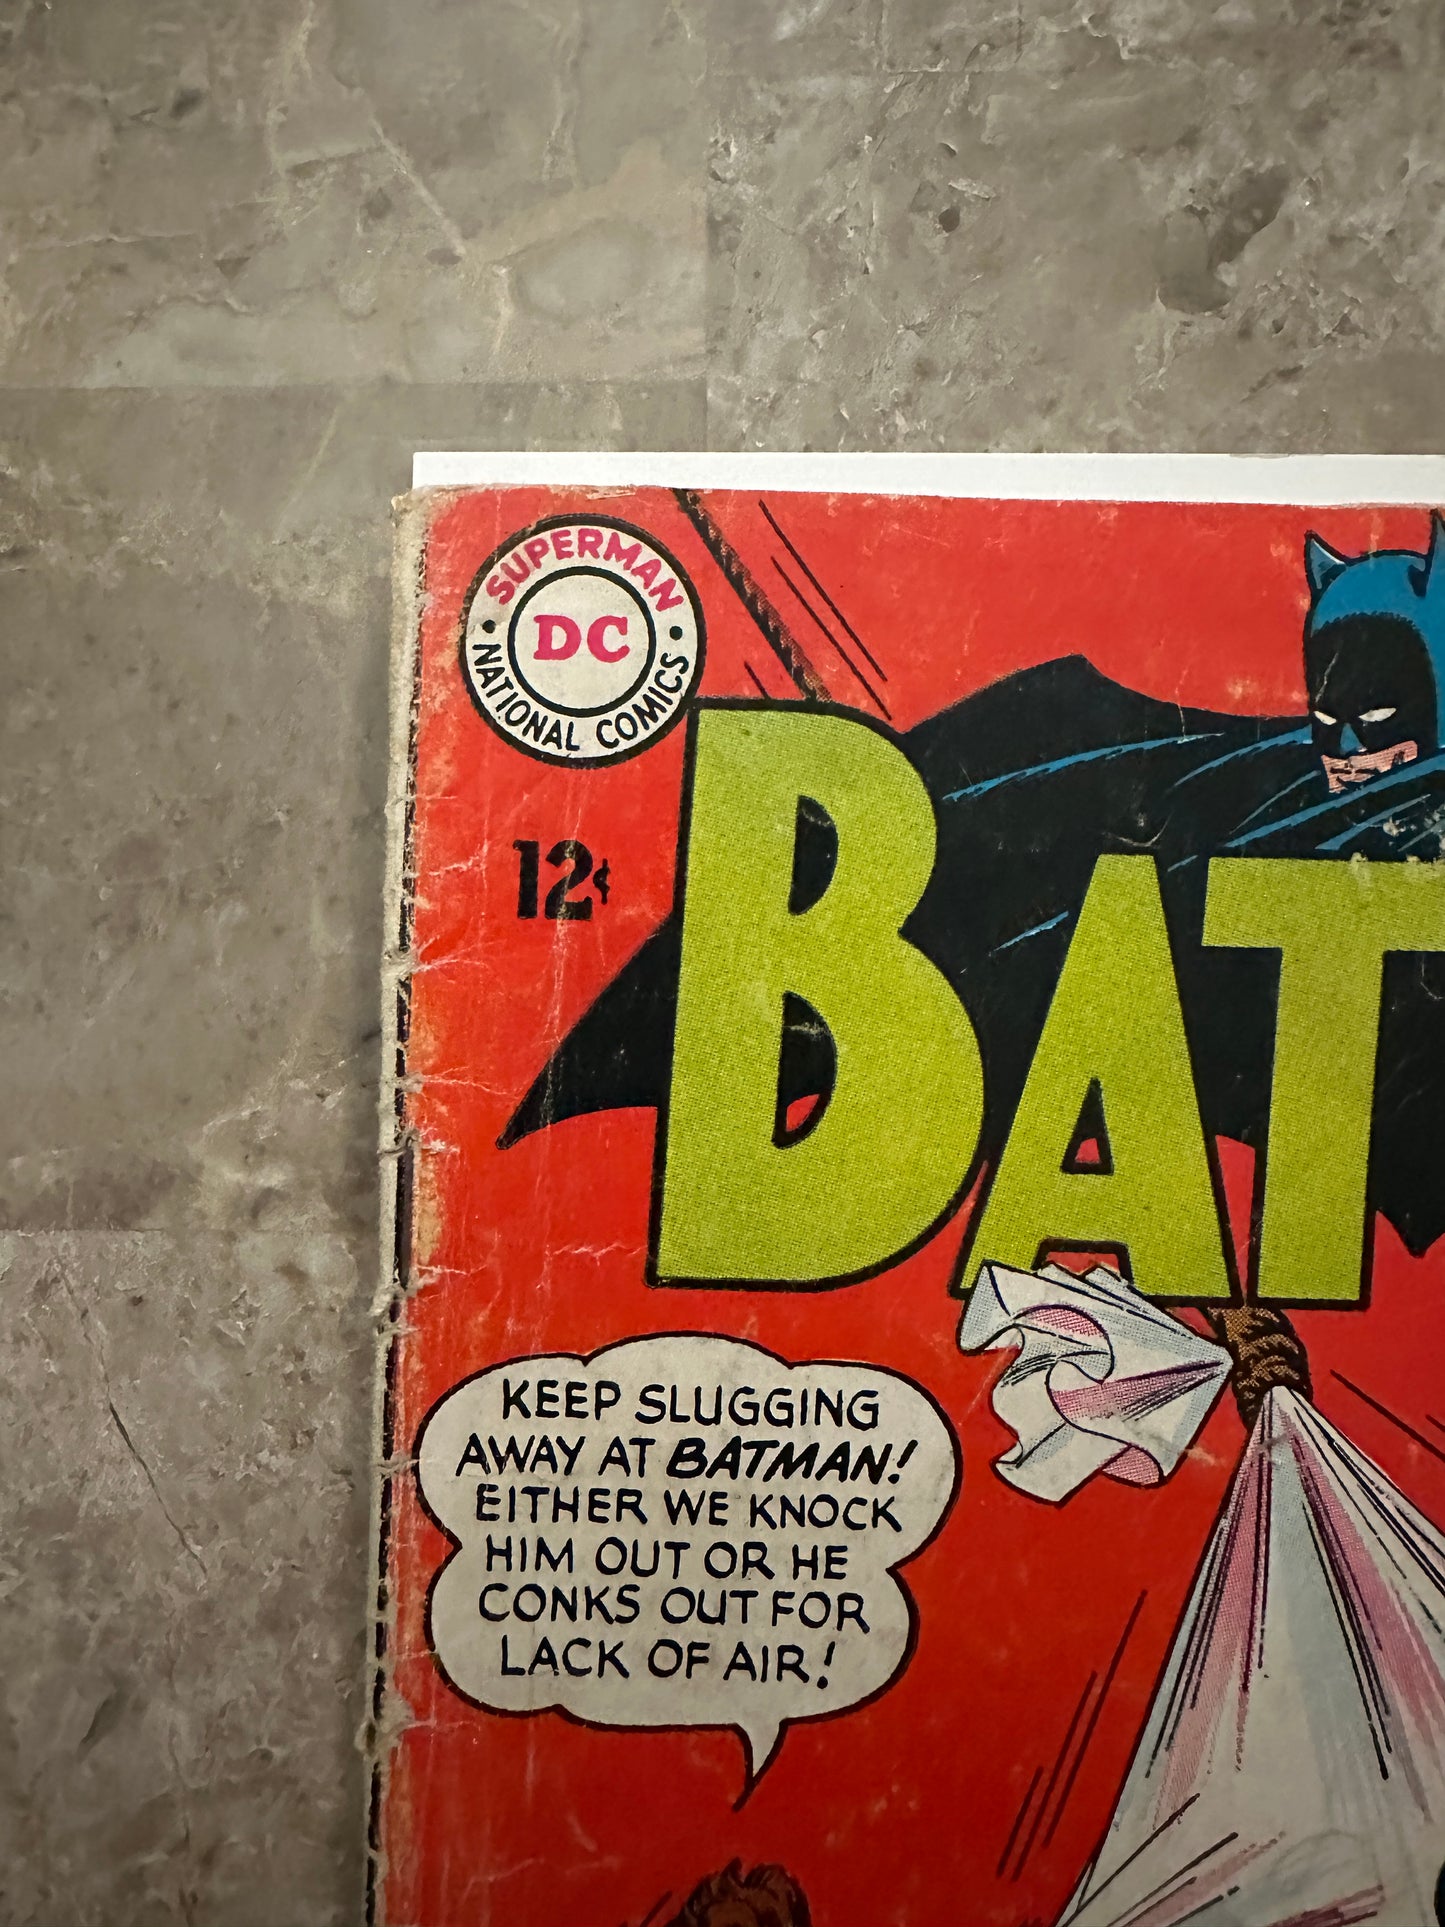 SUPERMAN
DC
NATIONAL COMICS
12¢
BAT
KEEP SLUGGING
AWAY AT BATMAN!
EITHER WE KNOCK
HIM OUT OR HE
CONKS OUT FOR
LACK OF AIR!